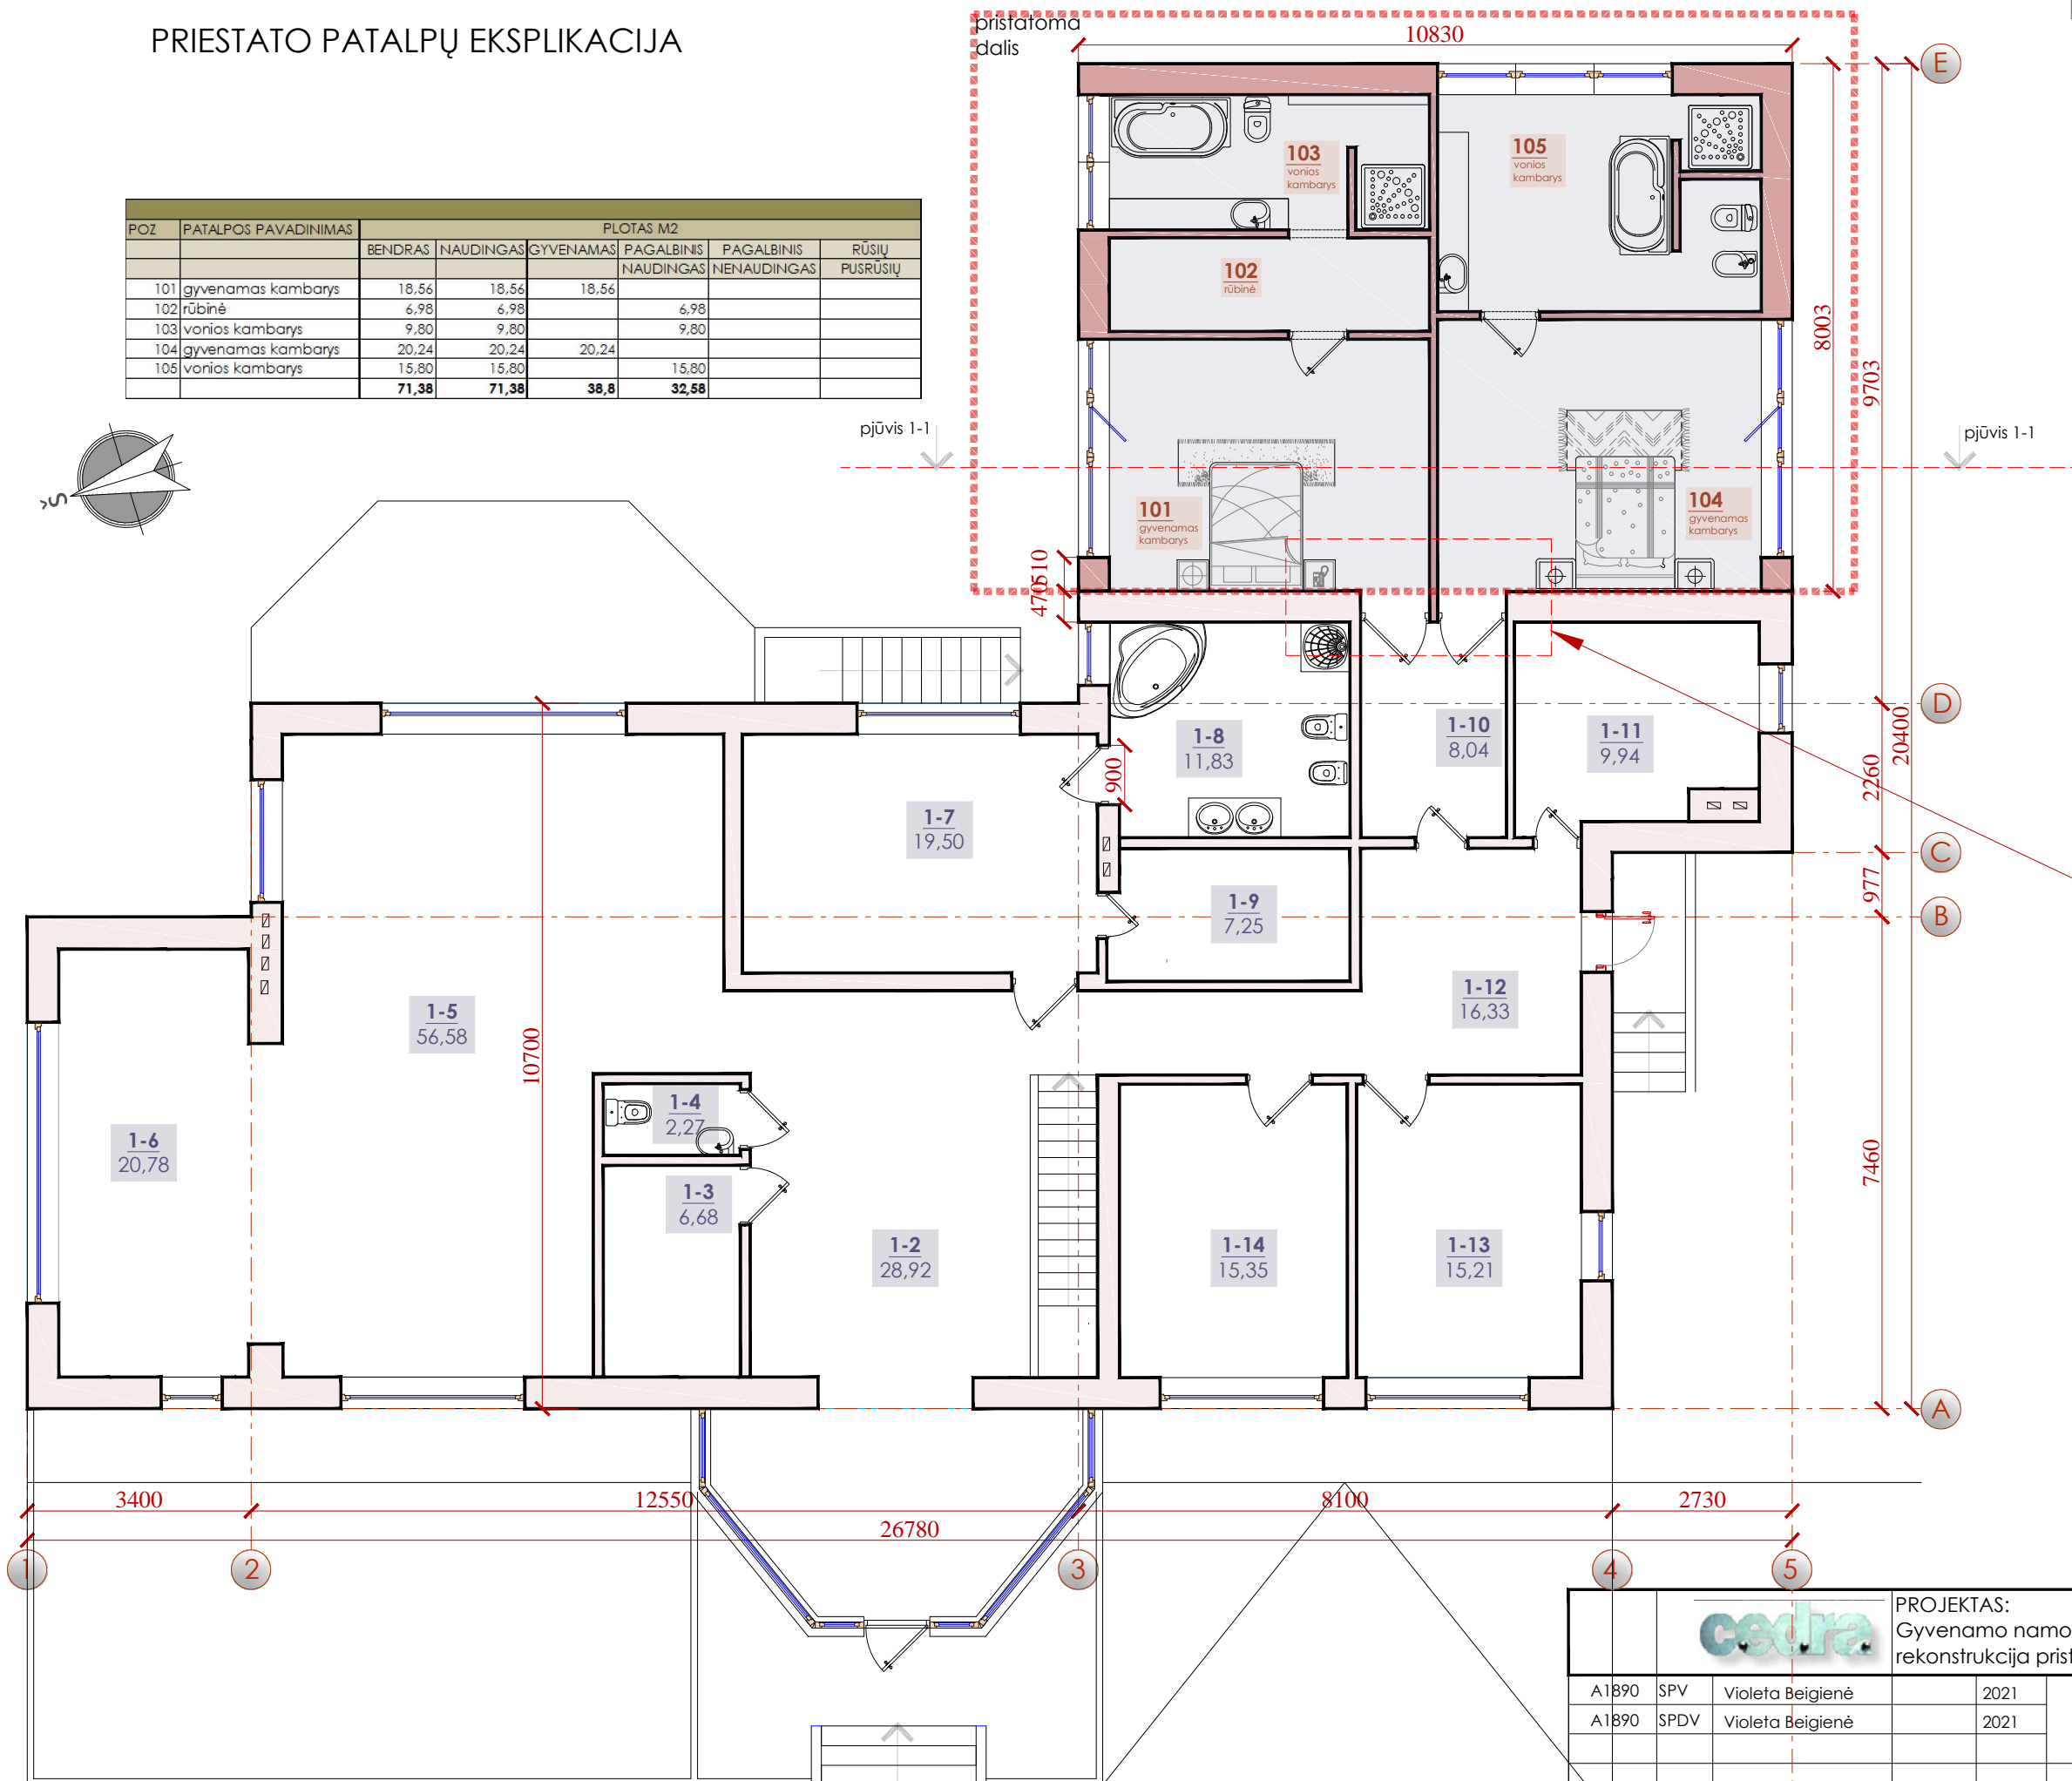 PRIESTATO PATALPŲ EKSPLIKACIJA
pristatoma
dalis
10830
E
POZ PATALPOS PAVADINIMAS PLOTAS M2
BENDRAS NAUDINGAS GYVENAMAS PAGALBINIS PAGALBINIS RŪSIŲ
NAUDINGAS NENAUDINGAS PUSRŪSIŲ
101 gyvenamas kambarys 18,56 18,56 18,56
102 rūbinė 6,98 6,98 6,98
103 vonios kambarys 9,80 9,80 9,80
104 gyvenamas kambarys 20,24 20,24 20,24
105 vonios kambarys 15,80 15,80 15,80
71,38 71,38 38,8 32,58
103
vonios
kambarys
105
vonios
kambarys
102
rūbinė
8003
9703
pjūvis 1-1
pjūvis 1-1
Š
101
gyvenamas
kambarys
104
gyvenamas
kambarys
510
470
D
1-8
11,83
1-10
8,04
1-11
9,94
20400
2260
900
1-7
19,50
C
977
1-9
7,25
B
1-12
16,33
1-5
56,58
10700
1-4
2,27
1-6
20,78
1-3
6,68
7460
1-2
28,92
1-14
15,35
1-13
15,21
A
3400
12550
8100
2730
26780
1
2
3
4
5
cedra
PROJEKTAS:
Gyvenamo namo
rekonstrukcija prist
A1890 SPV Violeta Beigienė 2021
A1890 SPDV Violeta Beigienė 2021